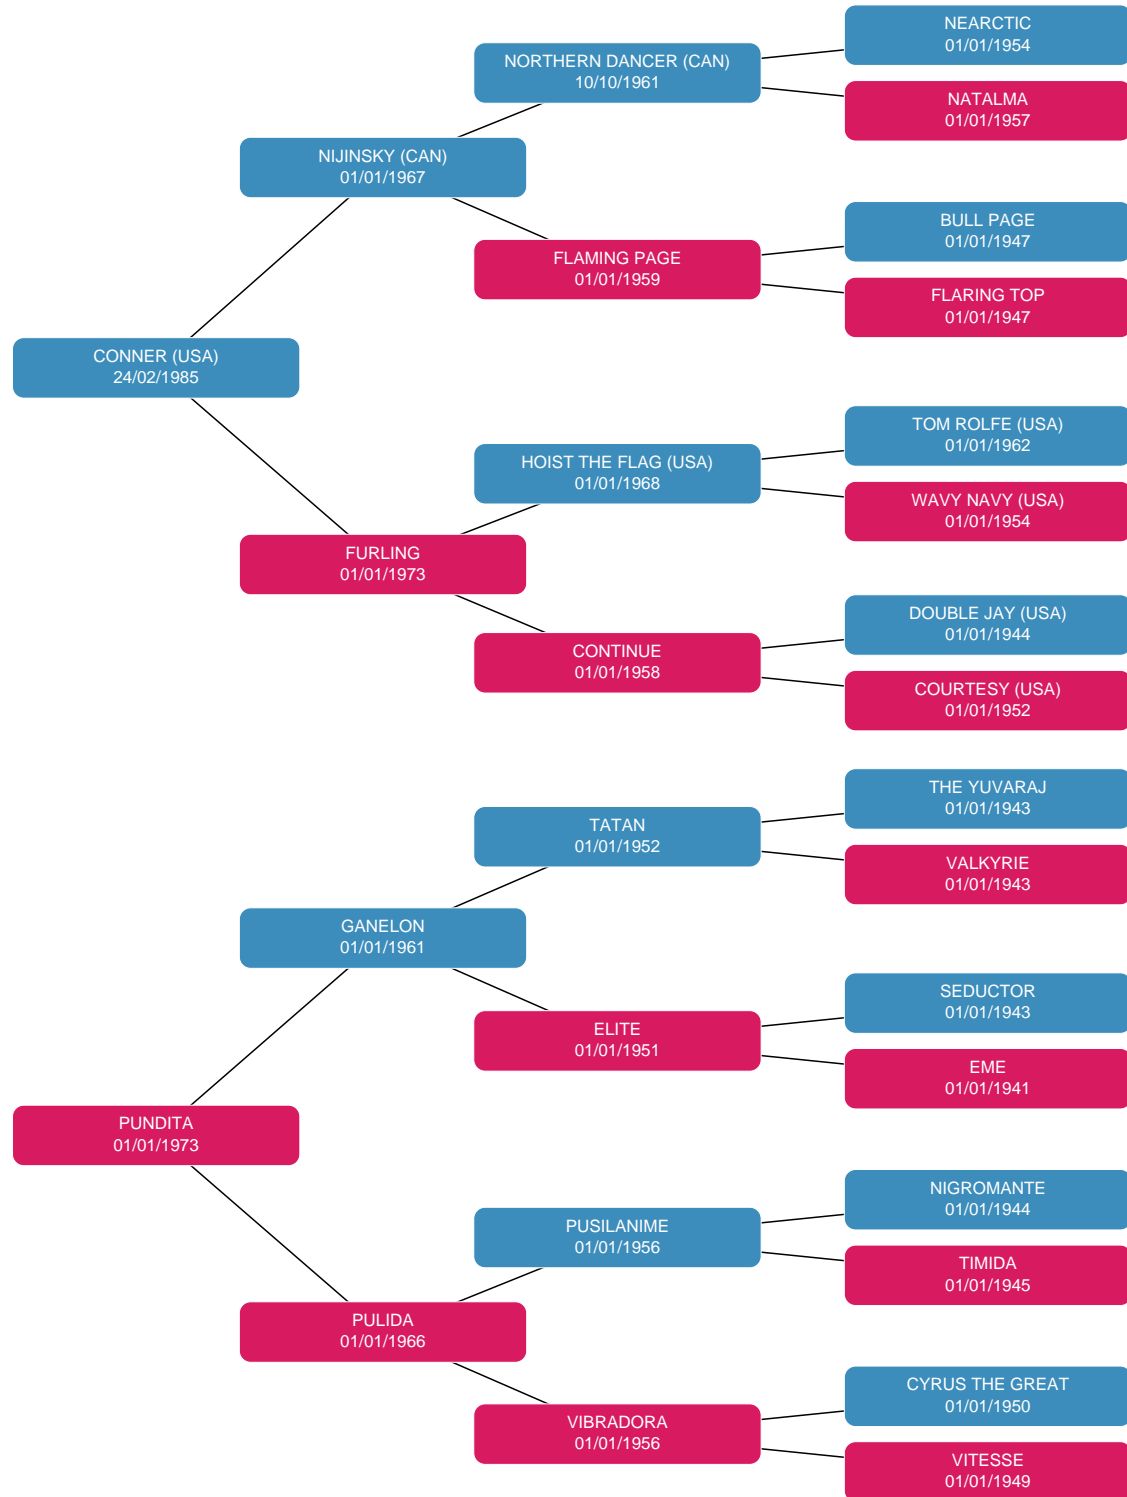 NEARCTIC
01/01/1954
NORTHERN DANCER (CAN)
10/10/1961
NATALMA
01/01/1957
NIJINSKY (CAN)
01/01/1967
BULL PAGE
01/01/1947
FLAMING PAGE
01/01/1959
FLARING TOP
01/01/1947
CONNER (USA)
24/02/1985
TOM ROLFE (USA)
01/01/1962
HOIST THE FLAG (USA)
01/01/1968
WAVY NAVY (USA)
01/01/1954
FURLING
01/01/1973
DOUBLE JAY (USA)
01/01/1944
CONTINUE
01/01/1958
COURTESY (USA)
01/01/1952
THE YUVARAJ
01/01/1943
TATAN
01/01/1952
VALKYRIE
01/01/1943
GANELON
01/01/1961
SEDUCTOR
01/01/1943
ELITE
01/01/1951
EME
01/01/1941
PUNDITA
01/01/1973
NIGROMANTE
01/01/1944
PUSILANIME
01/01/1956
TIMIDA
01/01/1945
PULIDA
01/01/1966
CYRUS THE GREAT
01/01/1950
VIBRADORA
01/01/1956
VITESSE
01/01/1949